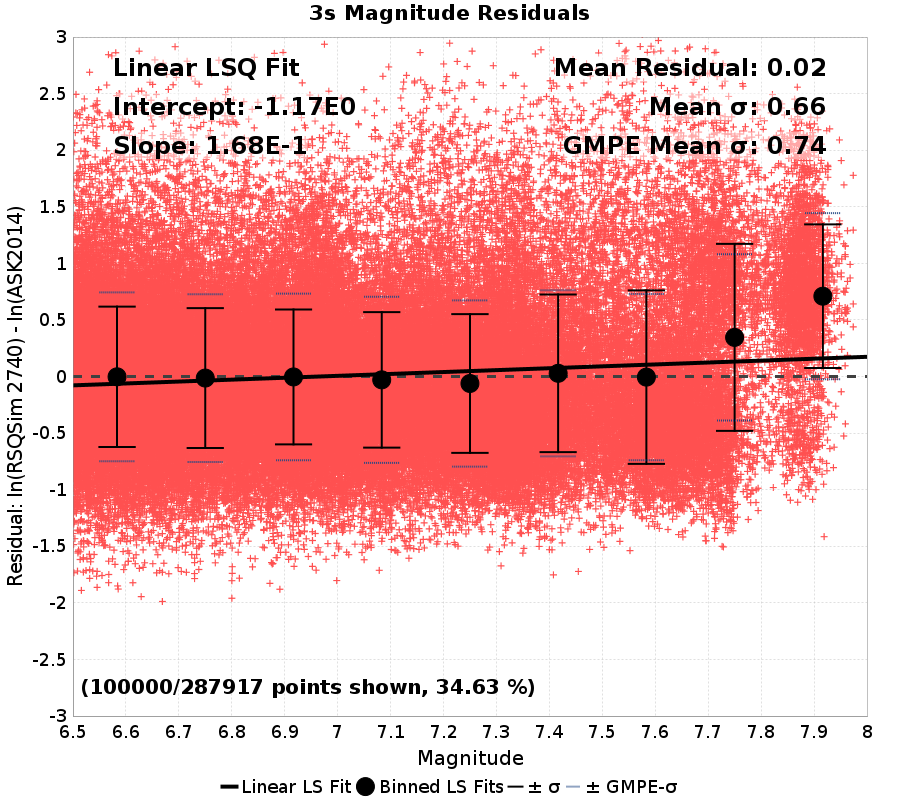 3s Magnitude Residuals
Linear LSQ Fit
Intercept: -1.17E0
Slope: 1.68E-1
Mean Residual: 0.02
Mean σ: 0.66
GMPE Mean σ: 0.74
Residual: ln(RSQSim 2740) - ln(ASK2014)
3
2.5
2
1.5
1
0.5
0
-0.5
-1
-1.5
-2
-2.5
-3
(100000/287917 points shown, 34.63 %)
6.5 6.6 6.7 6.8 6.9 7 7.1 7.2 7.3 7.4 7.5 7.6 7.7 7.8 7.9 8
Magnitude
Linear LS Fit Binned LS Fits ± σ ± GMPE-σ